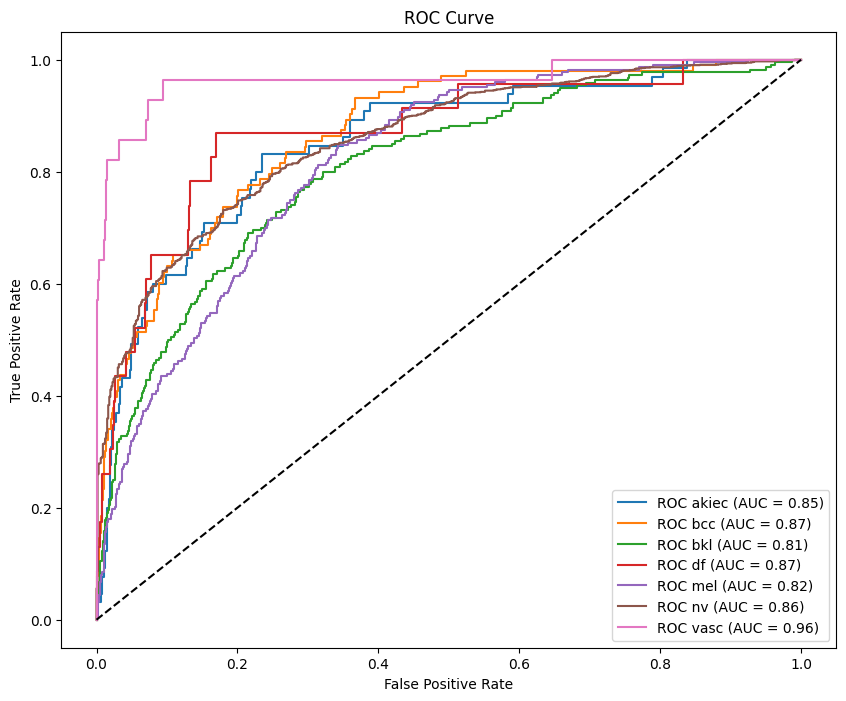 ROC Curve
True Positive Rate
1.0
0.8
0.6
0.4
0.2
0.0
0.0 0.2 0.4 0.6 0.8 1.0
False Positive Rate
ROC akiec (AUC = 0.85)
ROC bcc (AUC = 0.87)
ROC bkl (AUC = 0.81)
ROC df (AUC = 0.87)
ROC mel (AUC = 0.82)
ROC nv (AUC = 0.86)
ROC vasc (AUC = 0.96)